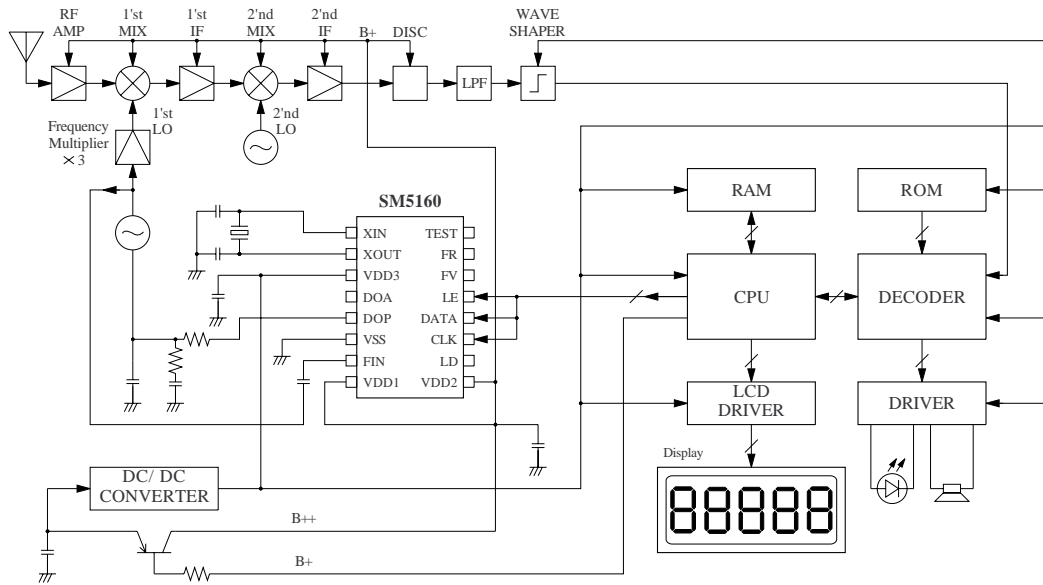 RF
AMP
1'st
MIX
1'st
IF
2'nd
MIX
2'nd
IF
B+
DISC
WAVE
SHAPER
LPF
1'st
LO
2'nd
LO
Frequency
Multiplier
× 3
SM5160
XIN
XOUT
VDD3
DOA
DOP
VSS
FIN
VDD1
TEST
FR
FV
LE
DATA
CLK
LD
VDD2
RAM
ROM
CPU
DECODER
LCD
DRIVER
DRIVER
Display
88888
DC/ DC
CONVERTER
B++
B+